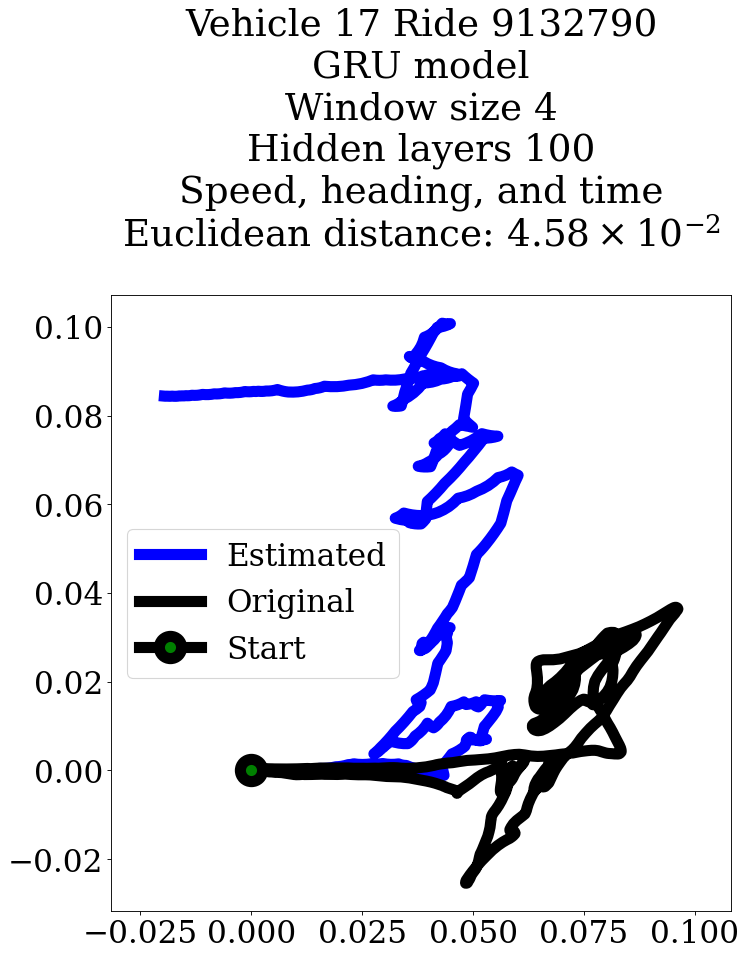 Vehicle 17 Ride 9132790
GRU model
Window size 4
Hidden layers 100
Speed, heading, and time
Euclidean distance: 4.58 × 10⁻²
0.10
0.08
0.06
0.04
0.02
0.00
−0.02
Estimated
Original
Start
−0.025 0.000 0.025 0.050 0.075 0.100